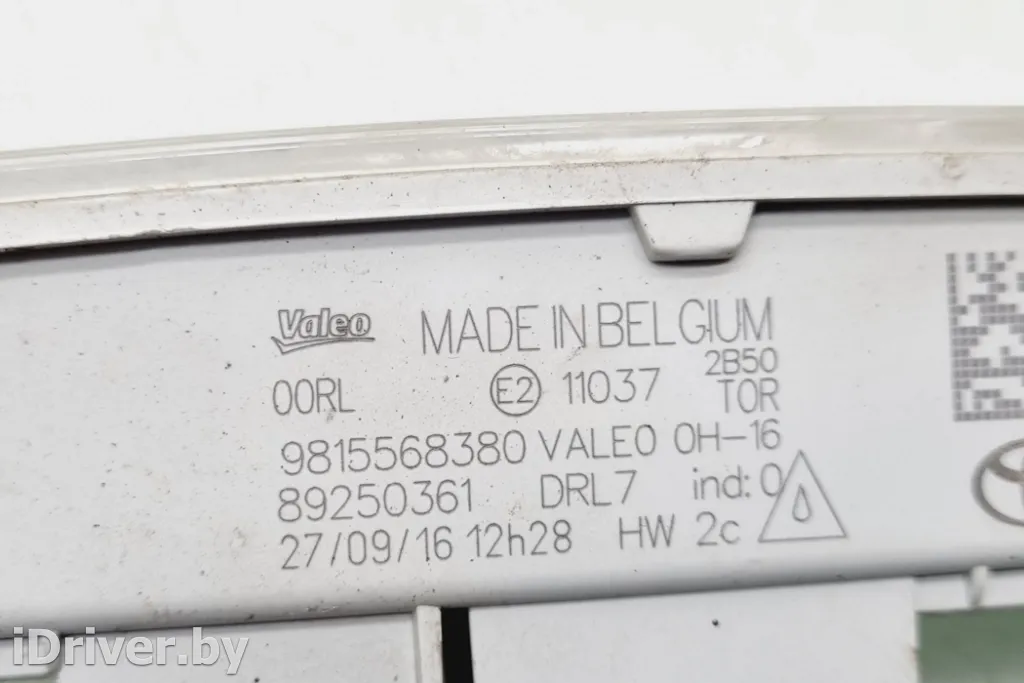 Valeo MADE IN BELGIUM
2B50
00RL E2 11037 TOR
9815568380 VALEO 0H-16
89250361 DRL7 ind: 0
27/09/16 12h28 HW 2c
iDriver.by